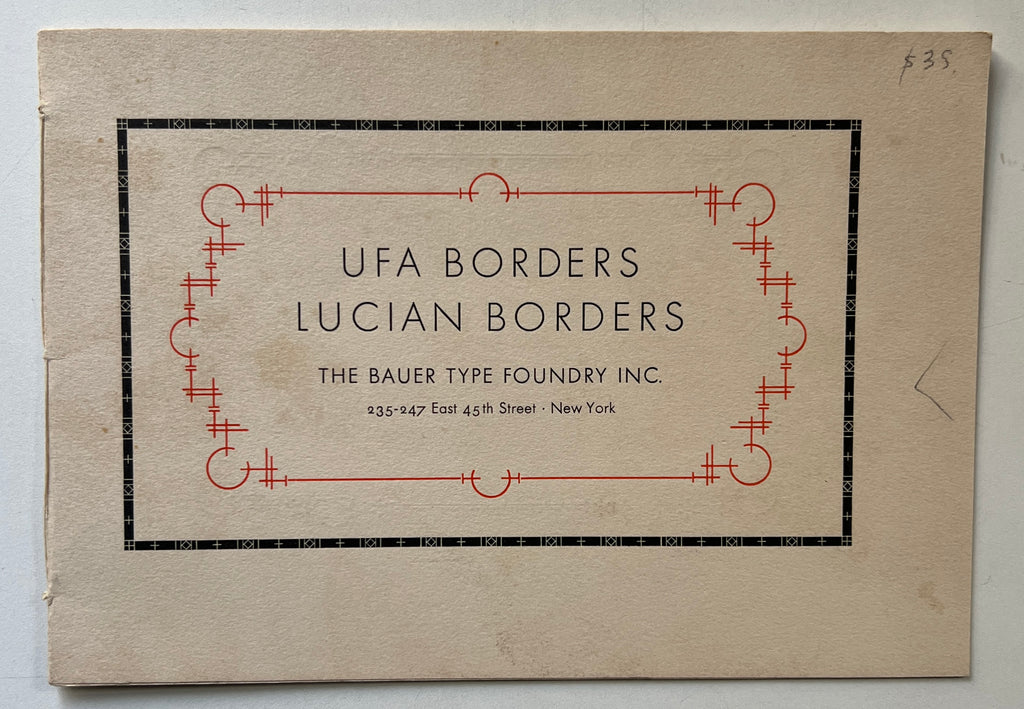 $35.
UFA BORDERS
LUCIAN BORDERS
THE BAUER TYPE FOUNDRY INC.
235-247 East 45th Street · New York